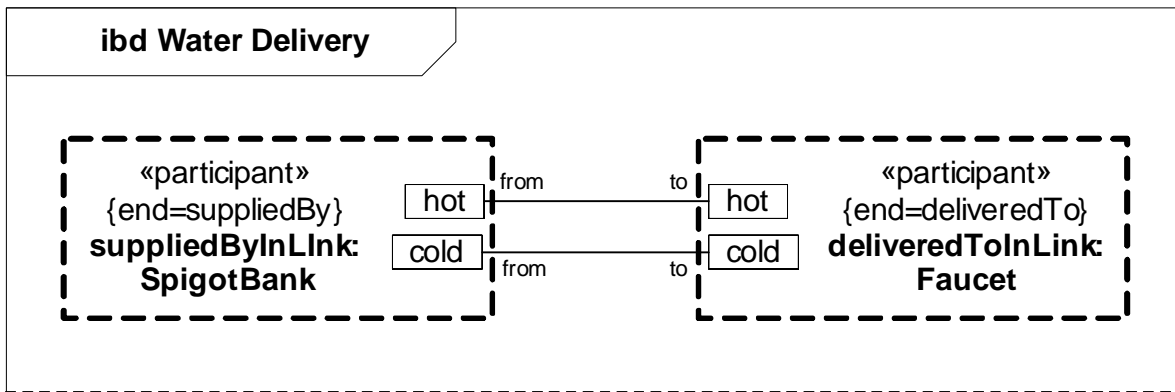 ibd Water Delivery
«participant»
{end=suppliedBy}
suppliedByInLInk:
SpigotBank
hot
cold
from
to
from
to
hot
cold
«participant»
{end=deliveredTo}
deliveredToInLink:
Faucet